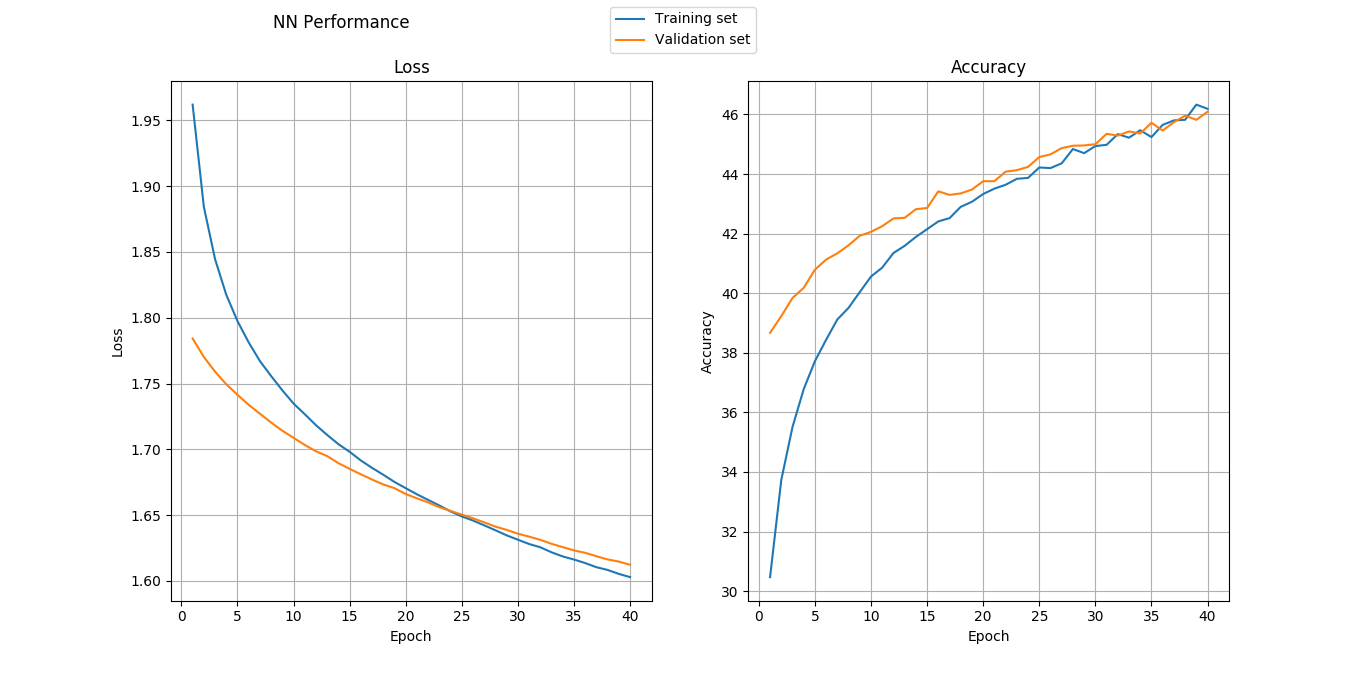 NN Performance
Training set
Validation set
Loss
1.95
1.90
1.85
1.80
1.75
1.70
1.65
1.60
Loss
0 5 10 15 20 25 30 35 40
Epoch
Accuracy
46
44
42
40
38
36
34
32
30
Accuracy
0 5 10 15 20 25 30 35 40
Epoch